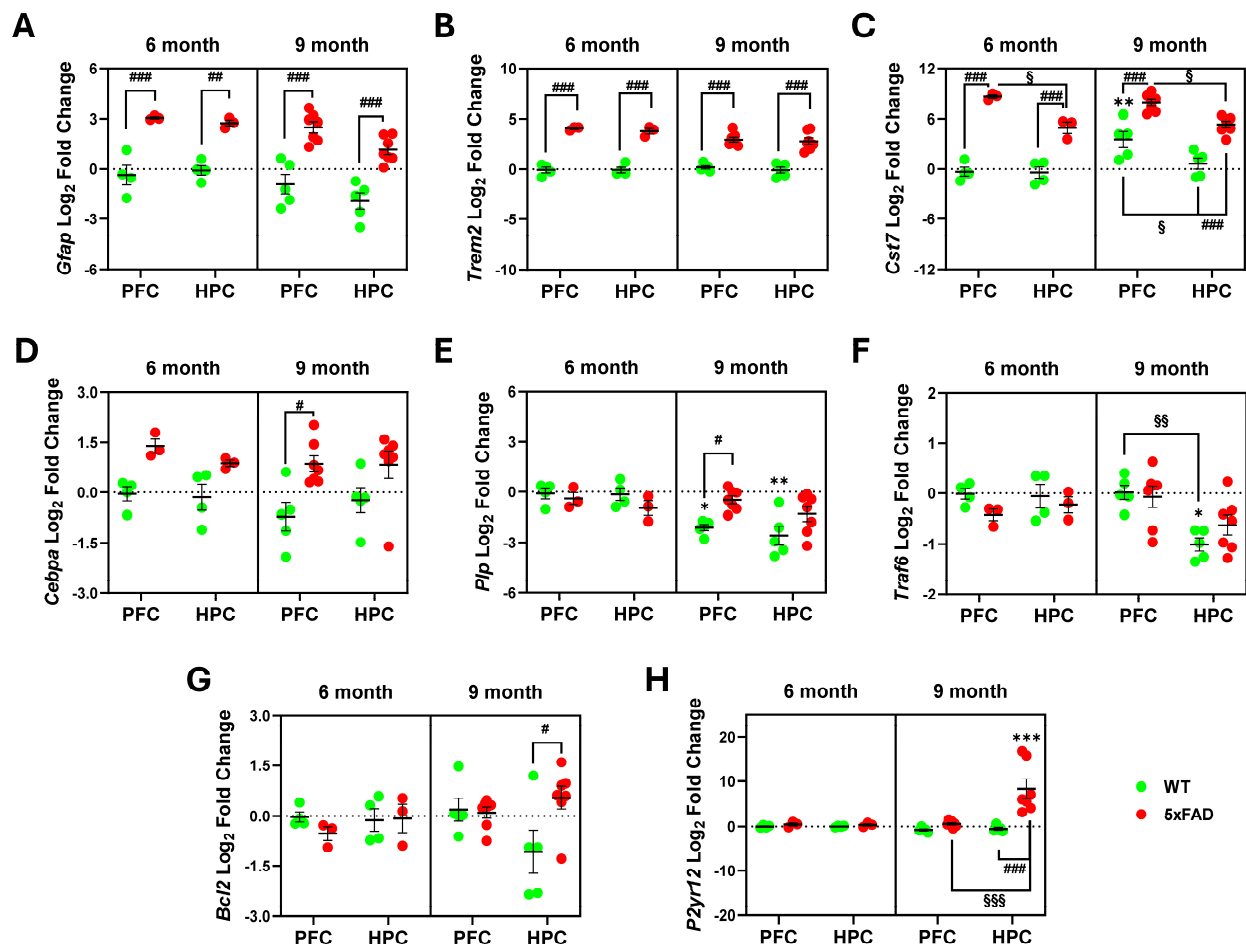 A
6 month
9 month
Gfap Log2 Fold Change
6
3
0
-3
-6
###
##
###
###
PFC
HPC
PFC
HPC
B
6 month
9 month
Trem2 Log2 Fold Change
10
5
0
5
-10
###
###
###
###
PFC
HPC
PFC
HPC
C
6 month
9 month
Cst7 Log2 Fold Change
12
6
0
-6
-12
###
§
###
**
###
§
§
###
PFC
HPC
PFC
HPC
D
6 month
9 month
Cebpa Log2 Fold Change
3.0
1.5
0.0
-1.5
-3.0
#
PFC
HPC
PFC
HPC
E
6 month
9 month
Plp Log2 Fold Change
6
3
0
-3
-6
#
*
**
PFC
HPC
PFC
HPC
F
6 month
9 month
Traf6 Log2 Fold Change
2
1
0
-1
-2
§§
*
PFC
HPC
PFC
HPC
G
6 month
9 month
Bcl2 Log2 Fold Change
3.0
1.5
0.0
-1.5
-3.0
#
PFC
HPC
PFC
HPC
H
6 month
9 month
P2yr12 Log2 Fold Change
20
10
0
-10
-20
***
###
§§§
PFC
HPC
PFC
HPC
WT
5xFAD